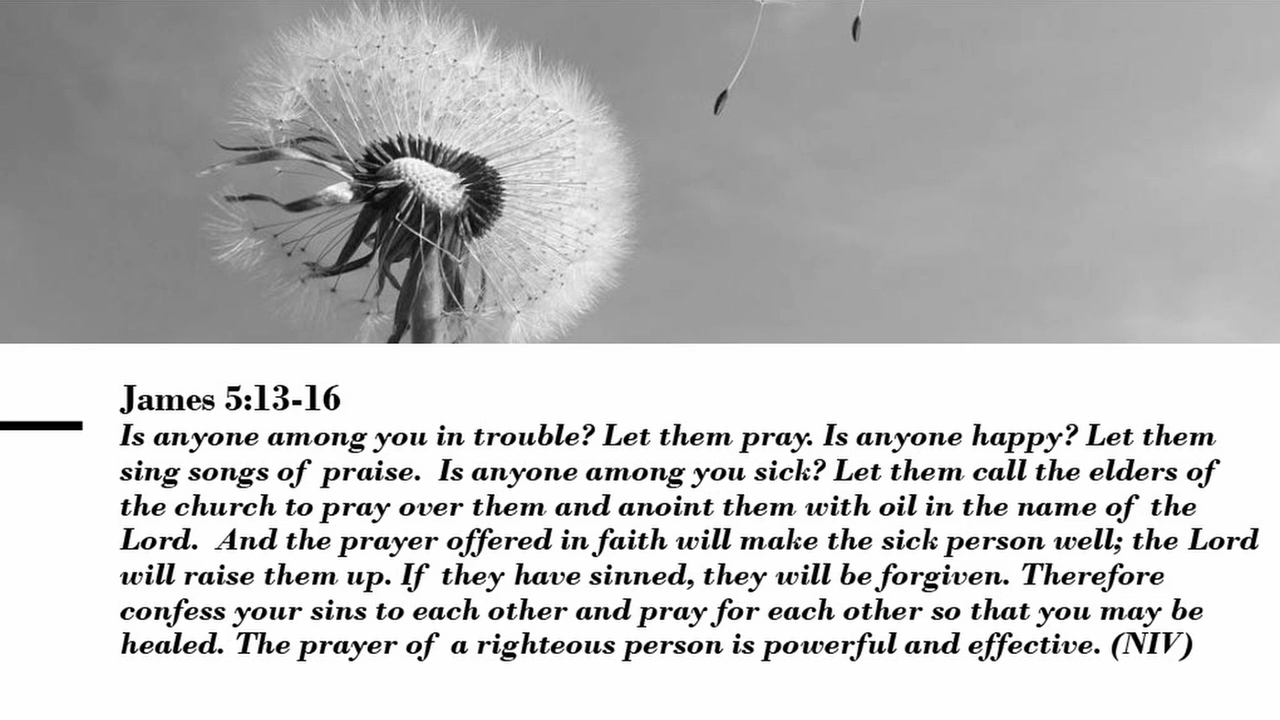 James 5:13-16
Is anyone among you in trouble? Let them pray. Is anyone happy? Let them
sing songs of praise. Is anyone among you sick? Let them call the elders of
the church to pray over them and anoint them with oil in the name of the
Lord. And the prayer offered in faith will make the sick person well; the Lord
will raise them up. If they have sinned, they will be forgiven. Therefore
confess your sins to each other and pray for each other so that you may be
healed. The prayer of a righteous person is powerful and effective. (NIV)